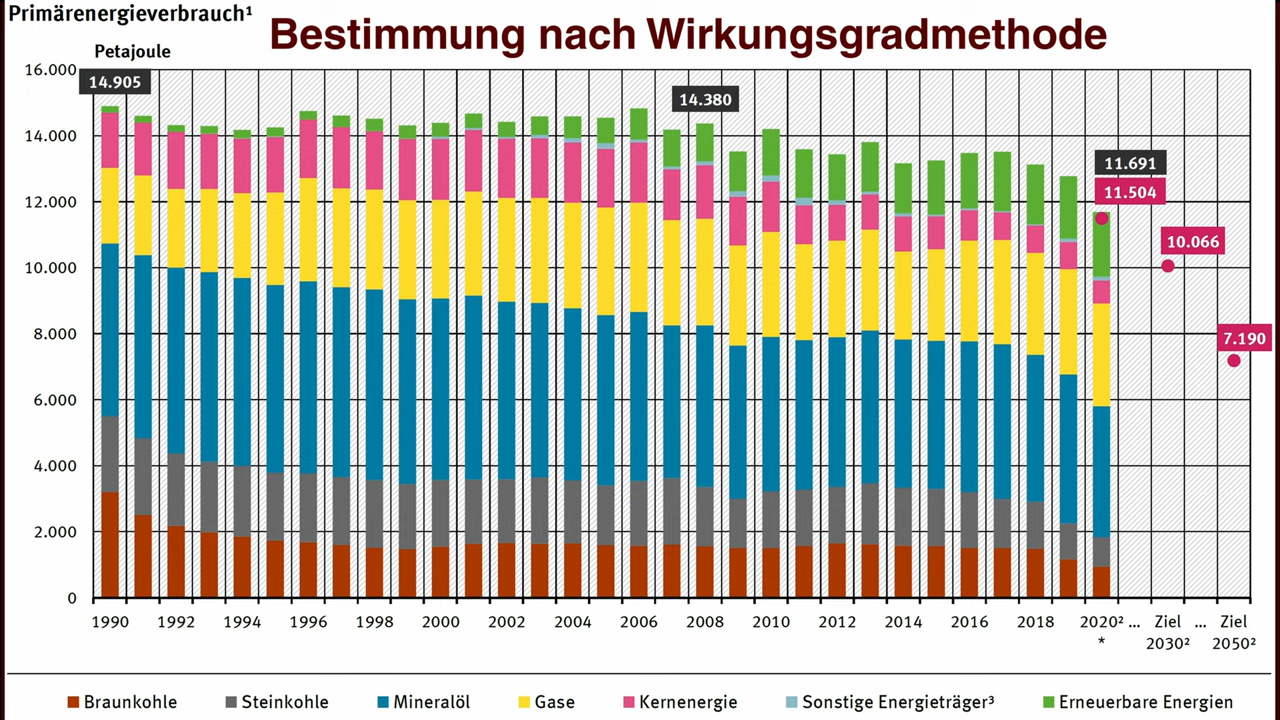 Primärenergieverbrauch¹
Bestimmung nach Wirkungsgradmethode
Petajoule
16.000
14.905
14.380
14.000
11.691
12.000
11.504
10.066
10.000
8.000
7.190
6.000
4.000
2.000
0
1990 1992 1994 1996 1998 2000 2002 2004 2006 2008 2010 2012 2014 2016 2018 2020² ... Ziel ... Ziel
* 2030² 2050²
Braunkohle Steinkohle Mineralöl Gase Kernenergie Sonstige Energieträger³ Erneuerbare Energien